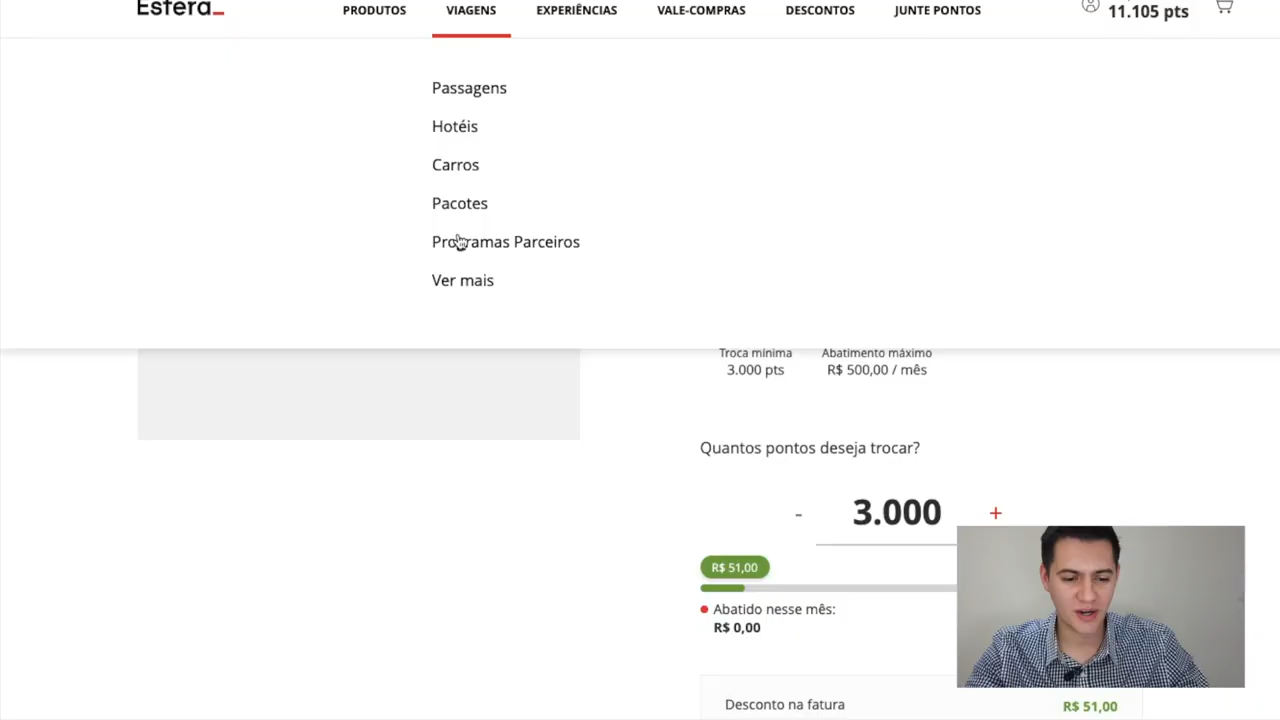 Esfera_
PRODUTOS VIAGENS EXPERIÊNCIAS VALE-COMPRAS DESCONTOS JUNTE PONTOS 11.105 pts
Passagens
Hotéis
Carros
Pacotes
Programas Parceiros
Ver mais
Troca mínima Abatimento máximo
3.000 pts R$ 500,00 / mês
Quantos pontos deseja trocar?
- 3.000 +
R$ 51,00
Abatido nesse mês:
R$ 0,00
Desconto na fatura R$ 51,00